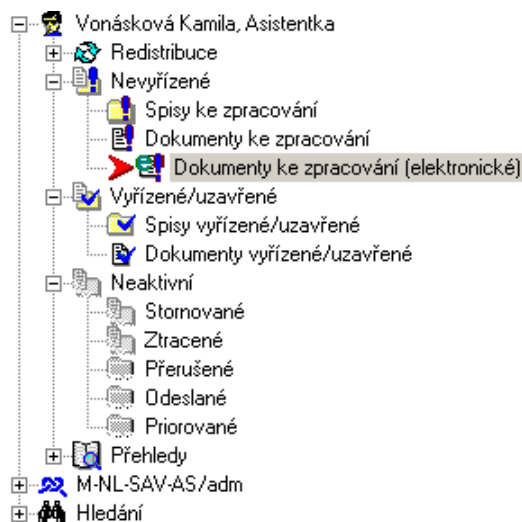 Vonásková Kamila, Asistentka
Redistribuce
Nevyřízené
Spisy ke zpracování
Dokumenty ke zpracování
Dokumenty ke zpracování (elektronické)
Vyřízené/uzavřené
Spisy vyřízené/uzavřené
Dokumenty vyřízené/uzavřené
Neaktivní
Stornované
Ztracené
Přerušené
Odeslané
Priorované
Přehledy
M-NL-SAV-AS/adm
Hledání